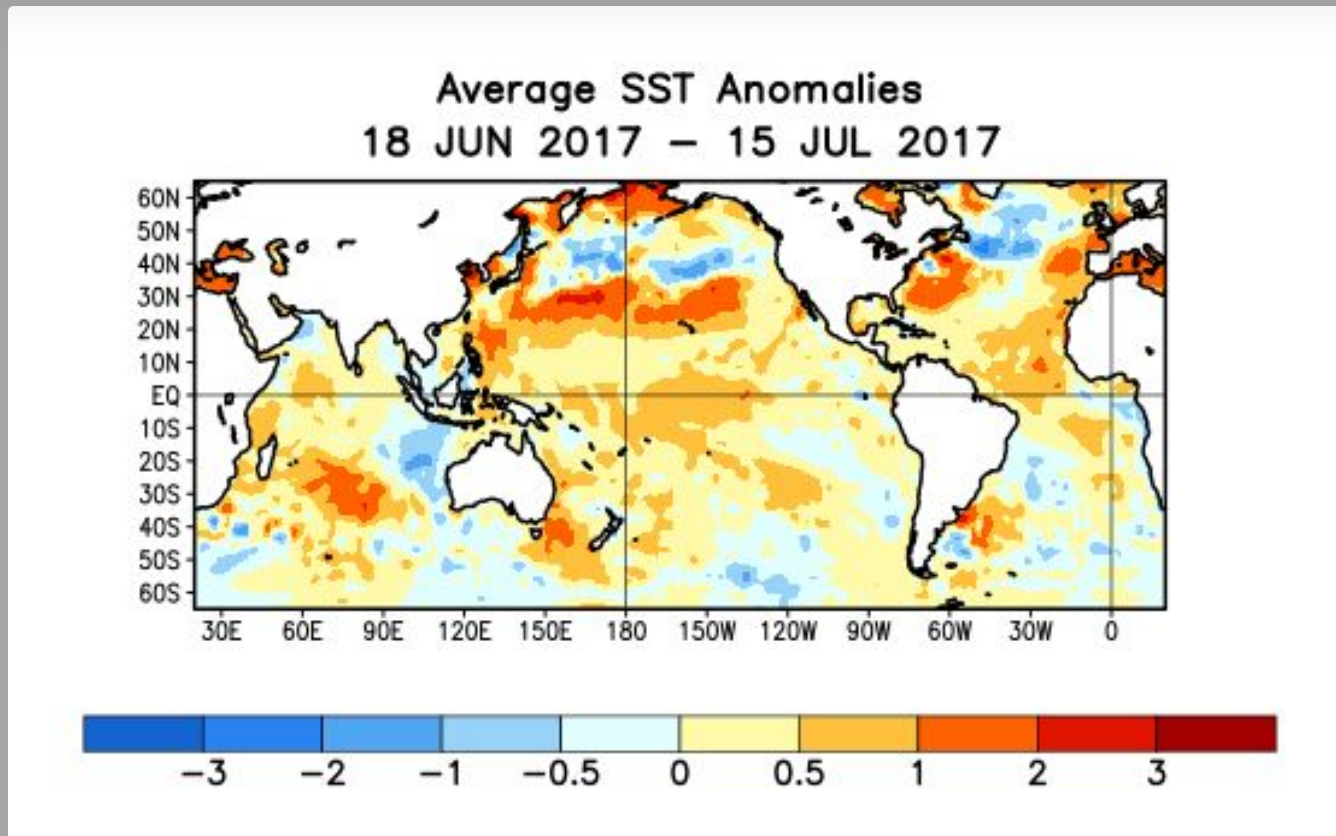 Average SST Anomalies
18 JUN 2017 – 15 JUL 2017
60N
50N
40N
30N
20N
10N
EQ
10S
20S
30S
40S
50S
60S
30E 60E 90E 120E 150E 180 150W 120W 90W 60W 30W 0
−3 −2 −1 −0.5 0 0.5 1 2 3